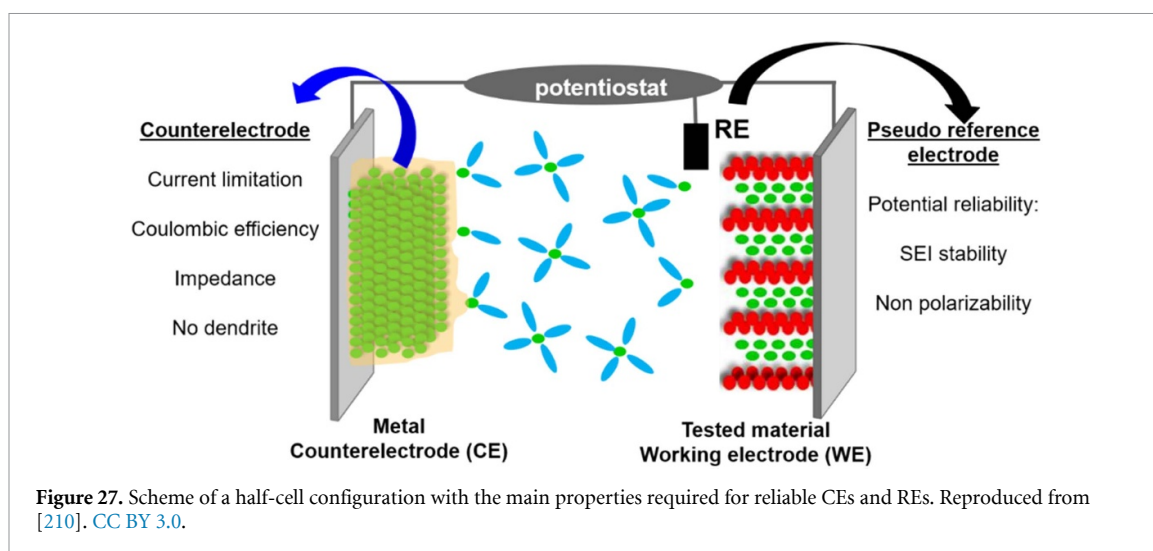 potentiostat
Counterelectrode
Current limitation
Coulombic efficiency
Impedance
No dendrite
RE
Pseudo reference
electrode
Potential reliability:
SEI stability
Non polarizability
Metal
Counterelectrode (CE)
Tested material
Working electrode (WE)
Figure 27. Scheme of a half-cell configuration with the main properties required for reliable CEs and REs. Reproduced from
[210]. CC BY 3.0.